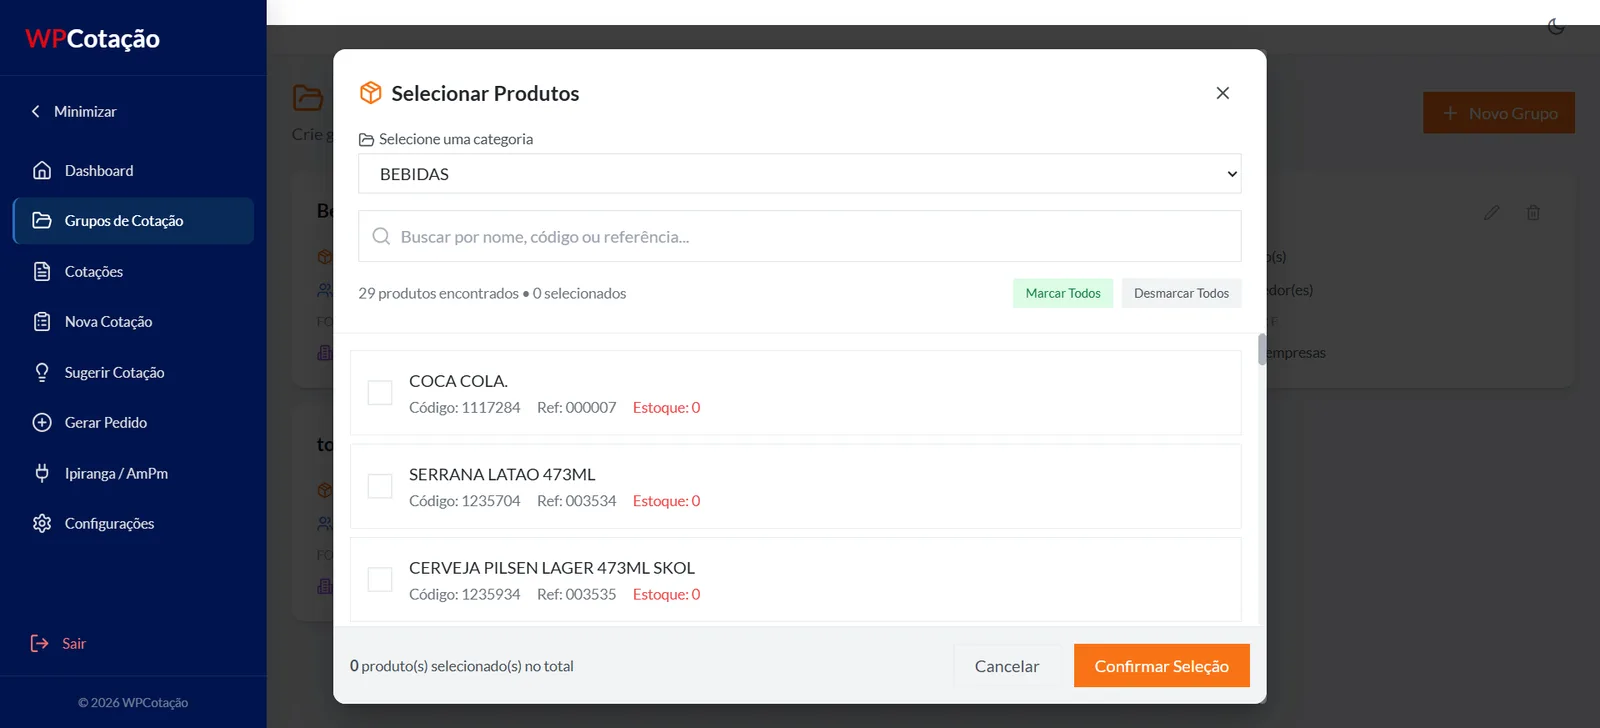 WPCotação
Minimizar
Dashboard
Grupos de Cotação
Cotações
Nova Cotação
Sugerir Cotação
Gerar Pedido
Ipiranga / AmPm
Configurações
Sair
© 2026 WPCotação
Novo Grupo
Selecionar Produtos
Selecione uma categoria
BEBIDAS
Buscar por nome, código ou referência...
29 produtos encontrados • 0 selecionados
Marcar Todos
Desmarcar Todos
COCA COLA.
Código: 1117284 Ref: 000007 Estoque: 0
SERRANA LATAO 473ML
Código: 1235704 Ref: 003534 Estoque: 0
CERVEJA PILSEN LAGER 473ML SKOL
Código: 1235934 Ref: 003535 Estoque: 0
0 produto(s) selecionado(s) no total
Cancelar
Confirmar Seleção
Crie
empresas